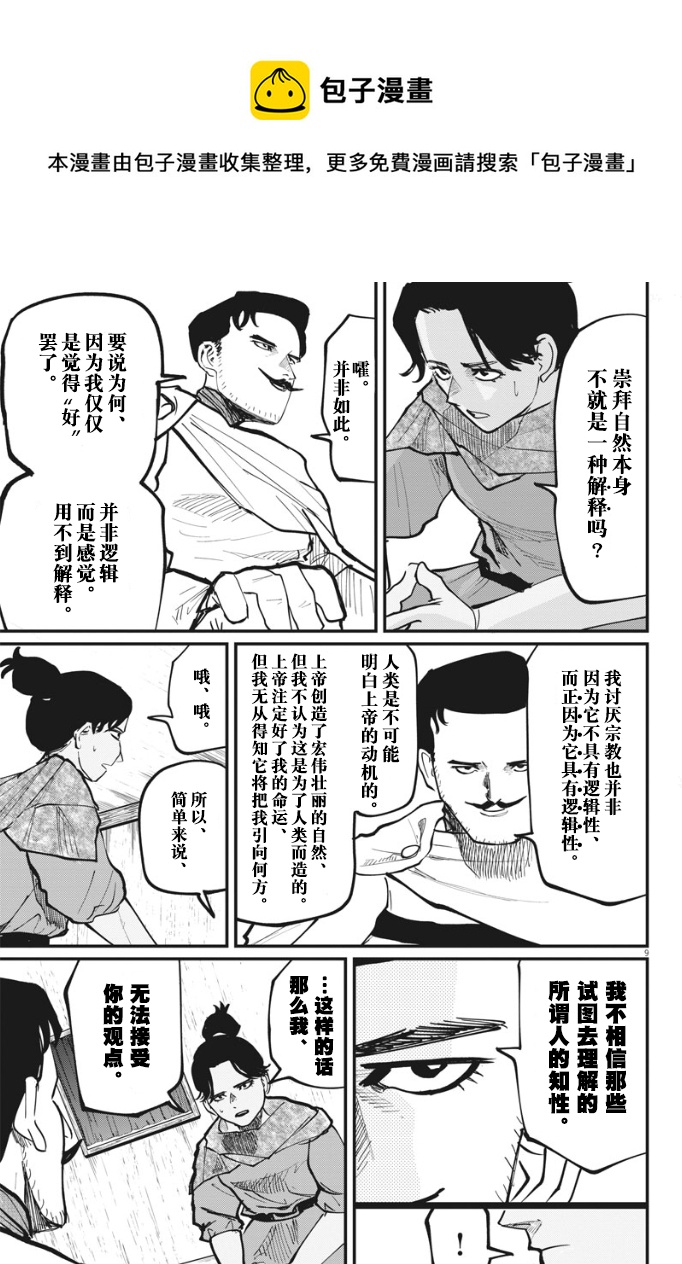 包子漫畫
本漫畫由包子漫畫收集整理，更多免費漫画請搜索「包子漫畫」
崇拜自然本身
不就是一种解释吗？
嚯。
并非如此。
要说为何、
因为我仅仅
是觉得“好”
罢了。
并非逻辑
而是感觉。
用不到解释。
我讨厌宗教也并非
因为它不具有逻辑性、
而正因为它具有逻辑性。
人类是不可能
明白上帝的动机的。
上帝创造了宏伟壮丽的自然、
但我不认为这是为了人类而造的。
上帝注定好了我的命运、
但我无从得知它将把我引向何方。
哦、哦。
所以、
简单来说、
9
我不相信那些
试图去理解的
所谓人的知性。
…这样的话
那么我、
无法接受
你的观点。
！